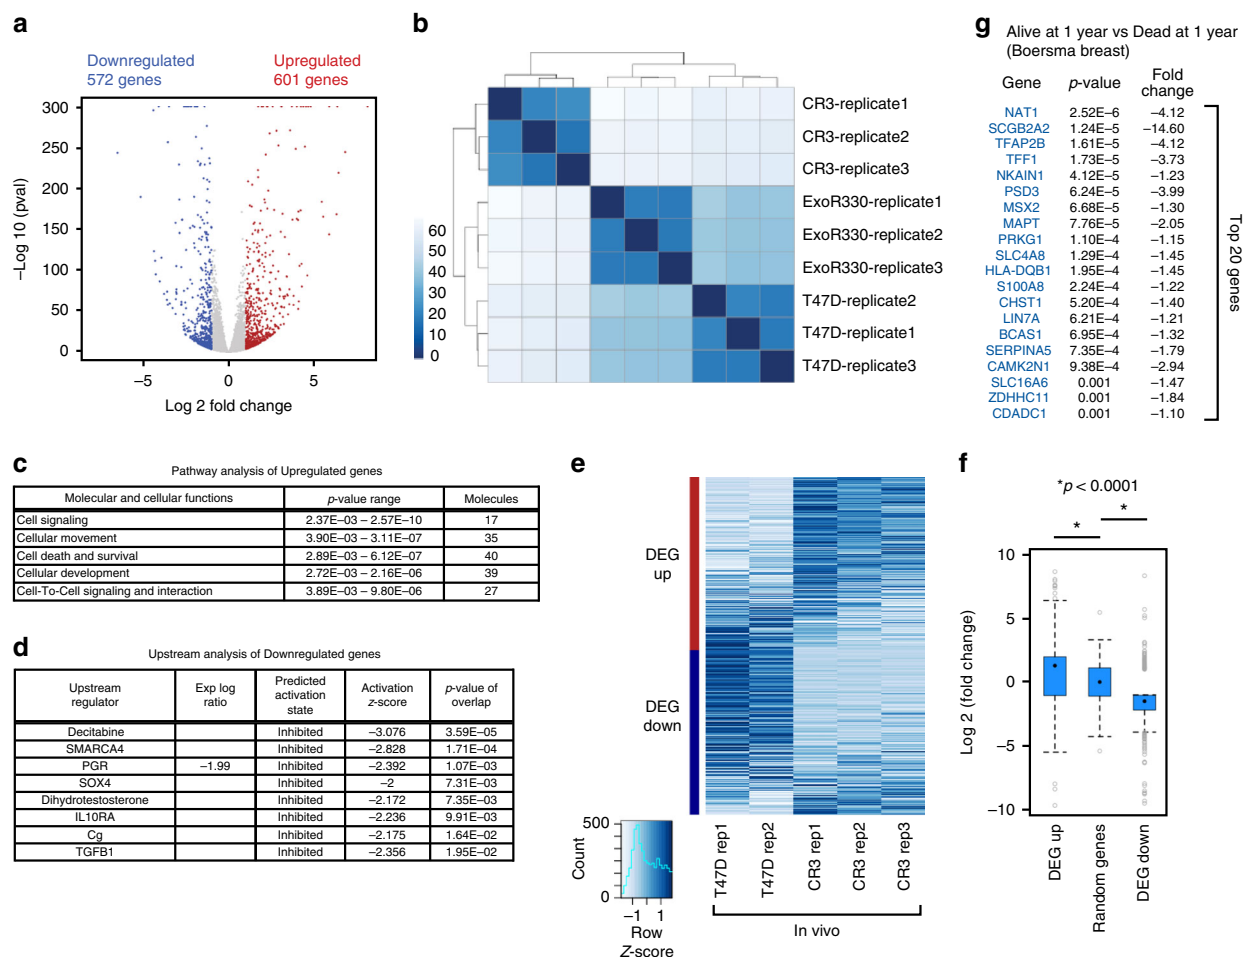 a
Downregulated
572 genes
Upregulated
601 genes
300
250
200
150
100
50
0
–Log 10 (pval)
–5
0
5
Log 2 fold change
b
CR3-replicate1
CR3-replicate2
CR3-replicate3
ExoR330-replicate1
ExoR330-replicate2
ExoR330-replicate3
T47D-replicate2
T47D-replicate1
T47D-replicate3
60
50
40
30
20
10
0
g
Alive at 1 year vs Dead at 1 year
(Boersma breast)
Gene p-value Fold change
NAT1 2.52E–6 –4.12
SCGB2A2 1.24E–5 –14.60
TFAP2B 1.61E–5 –4.12
TFF1 1.73E–5 –3.73
NKAIN1 4.12E–5 –1.23
PSD3 6.24E–5 –3.99
MSX2 6.68E–5 –1.30
MAPT 7.76E–5 –2.05
PRKG1 1.10E–4 –1.15
SLC4A8 1.29E–4 –1.45
HLA-DQB1 1.95E–4 –1.45
S100A8 2.24E–4 –1.22
CHST1 5.20E–4 –1.40
LIN7A 6.21E–4 –1.21
BCAS1 6.95E–4 –1.32
SERPINA5 7.35E–4 –1.79
CAMK2N1 9.38E–4 –2.94
SLC16A6 0.001 –1.47
ZDHHC11 0.001 –1.84
CDADC1 0.001 –1.10
Top 20 genes
c
Pathway analysis of Upregulated genes
Molecular and cellular functions p-value range Molecules
Cell signaling 2.37E–03 – 2.57E–10 17
Cellular movement 3.90E–03 – 3.11E–07 35
Cell death and survival 2.89E–03 – 6.12E–07 40
Cellular development 2.72E–03 – 2.16E–06 39
Cell-To-Cell signaling and interaction 3.89E–03 – 9.80E–06 27
d
Upstream analysis of Downregulated genes
Upstream regulator Exp log ratio Predicted activation state Activation z-score p-value of overlap
Decitabine Inhibited –3.076 3.59E–05
SMARCA4 Inhibited –2.828 1.71E–04
PGR –1.99 Inhibited –2.392 1.07E–03
SOX4 Inhibited –2 7.31E–03
Dihydrotestosterone Inhibited –2.172 7.35E–03
IL10RA Inhibited –2.236 9.91E–03
Cg Inhibited –2.175 1.64E–02
TGFB1 Inhibited –2.356 1.95E–02
e
DEG
up
DEG
down
500
0
Count
–1 1
Row
Z-score
T47D rep1
T47D rep2
CR3 rep1
CR3 rep2
CR3 rep3
In vivo
f
*p < 0.0001
*
*
10
5
0
–5
–10
Log 2 (fold change)
DEG up
Random genes
DEG down